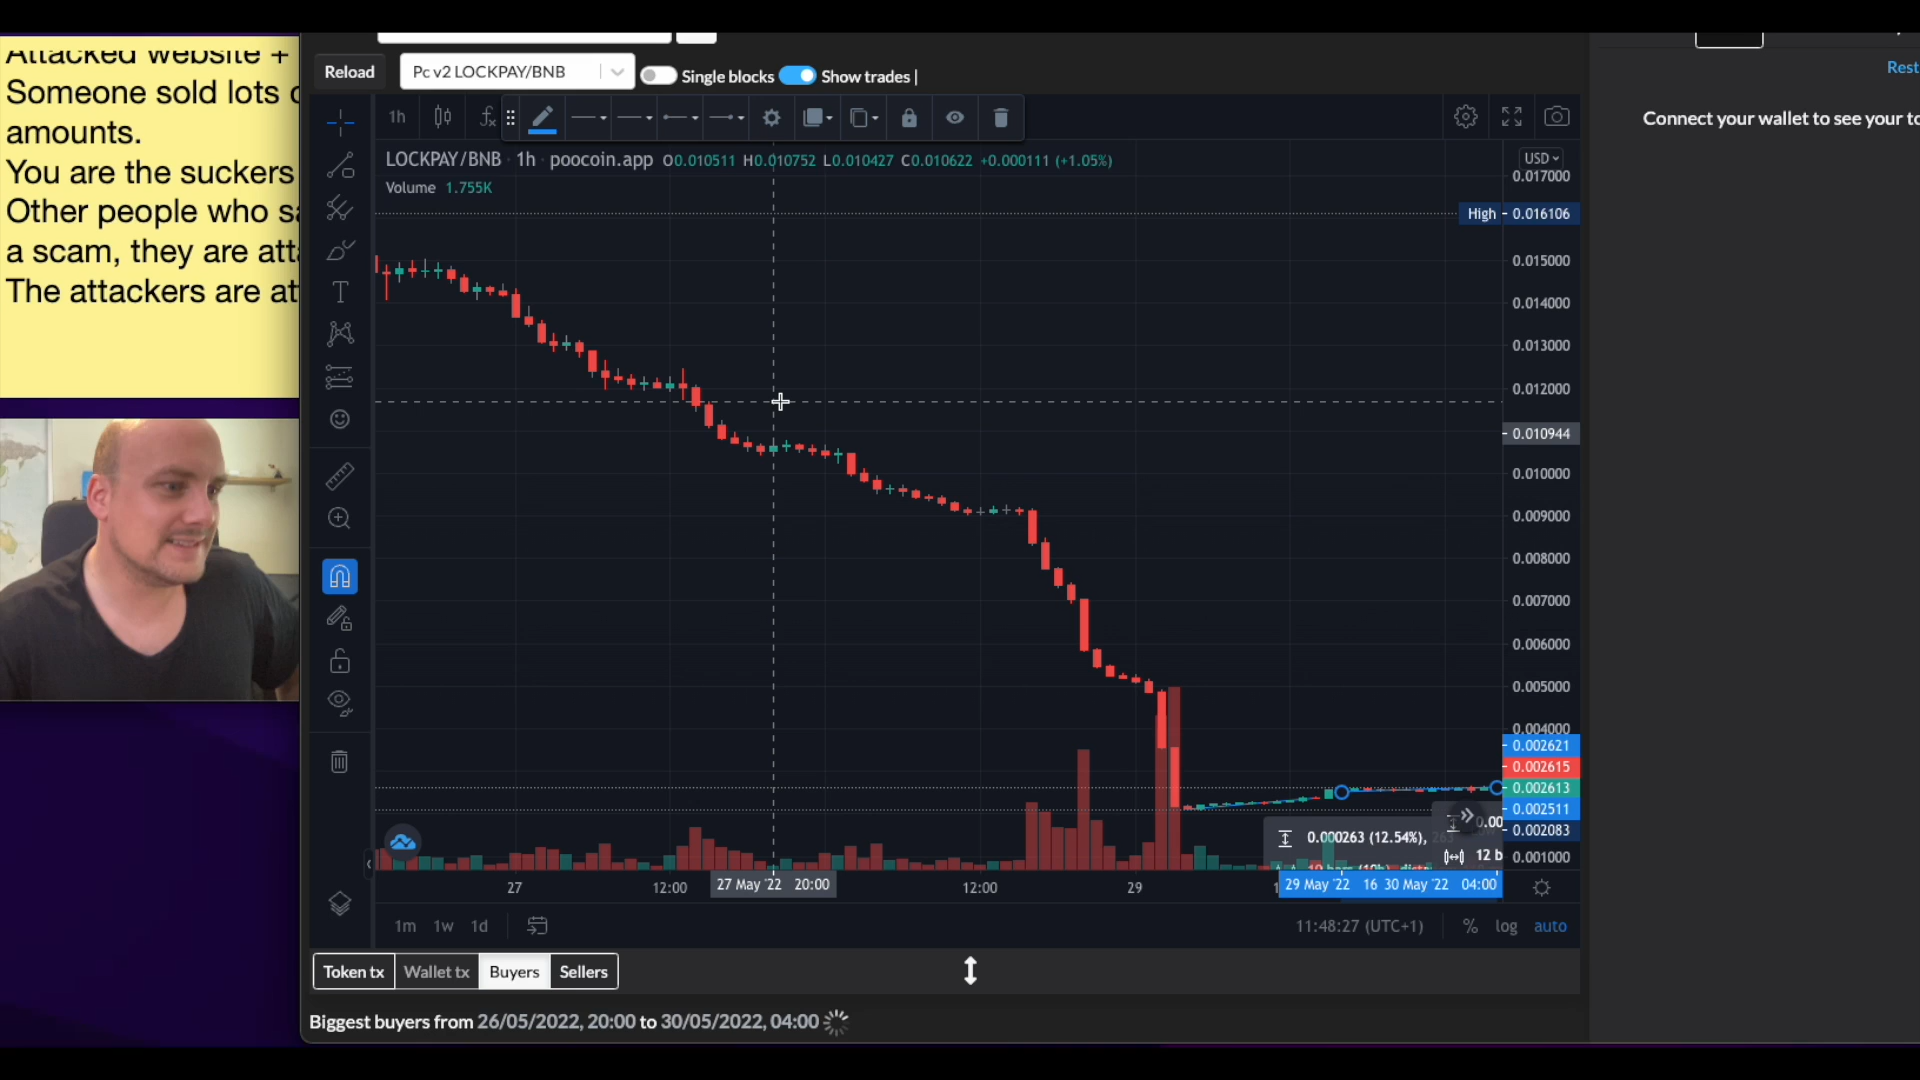 Attacked website +
Someone sold lots
amounts.
You are the suckers
Other people who
a scam, they are
The attackers are
Reload
Pc v2 LOCKPAY/BNB
Single blocks
Show trades |
1h
LOCKPAY/BNB · 1h · poocoin.app O0.010511 H0.010752 L0.010427 C0.010622 +0.000111 (+1.05%)
Volume 1.755K
USD
0.017000
High 0.016106
0.015000
0.014000
0.013000
0.012000
0.010944
0.010000
0.009000
0.008000
0.007000
0.006000
0.005000
0.004000
0.002621
0.002615
0.002613
0.002511
0.002083
0.001000
0.000263 (12.54%),
0.00
12 b
27
12:00
27 May '22 20:00
12:00
29
29 May '22 16
30 May '22 04:00
1m 1w 1d
11:48:27 (UTC+1)
% log auto
Token tx
Wallet tx
Buyers
Sellers
Biggest buyers from 26/05/2022, 20:00 to 30/05/2022, 04:00
Rest
Connect your wallet to see your